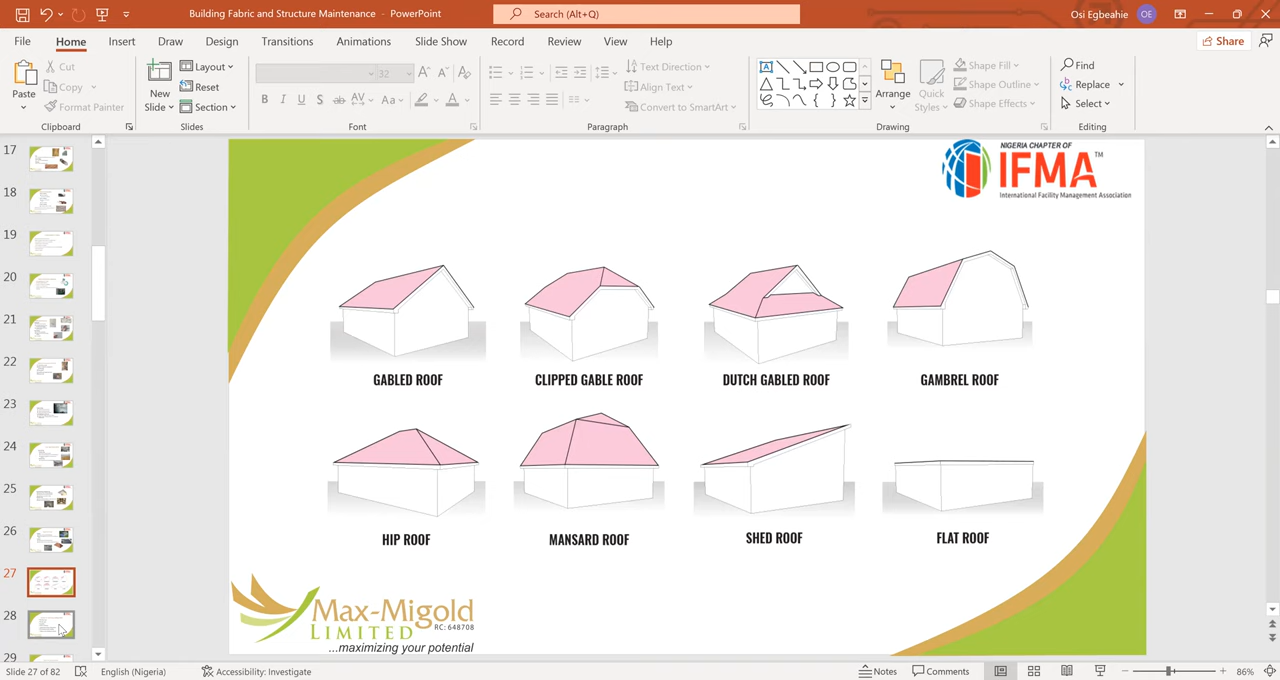 Building Fabric and Structure Maintenance - PowerPoint
Search (Alt+Q)
Osi Egbeahie
OE
File
Home
Insert
Draw
Design
Transitions
Animations
Slide Show
Record
Review
View
Help
Share
Paste
Cut
Copy
Format Painter
Clipboard
New
Slide
Layout
Reset
Section
Slides
32
B I U S ab AV Aa A
Font
Text Direction
Align Text
Convert to SmartArt
Paragraph
Arrange
Quick
Styles
Shape Fill
Shape Outline
Shape Effects
Drawing
Find
Replace
Select
Editing
17
18
19
20
21
22
23
24
25
26
27
28
29
NIGERIA CHAPTER OF
IFMA™
International Facility Management Association
GABLED ROOF
CLIPPED GABLE ROOF
DUTCH GABLED ROOF
GAMBREL ROOF
HIP ROOF
MANSARD ROOF
SHED ROOF
FLAT ROOF
Max-Migold
LIMITED
RC: 648708
...maximizing your potential
Slide 27 of 82
English (Nigeria)
Accessibility: Investigate
Notes
Comments
86%